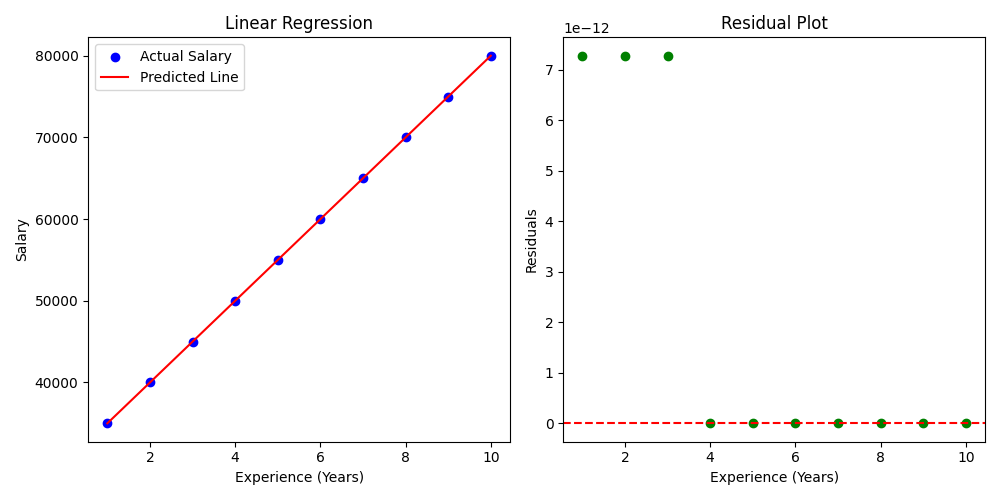 Linear Regression
Actual Salary
Predicted Line
80000
70000
60000
50000
40000
Salary
2 4 6 8 10
Experience (Years)
Residual Plot
1e−12
7
6
5
4
3
2
1
0
Residuals
2 4 6 8 10
Experience (Years)